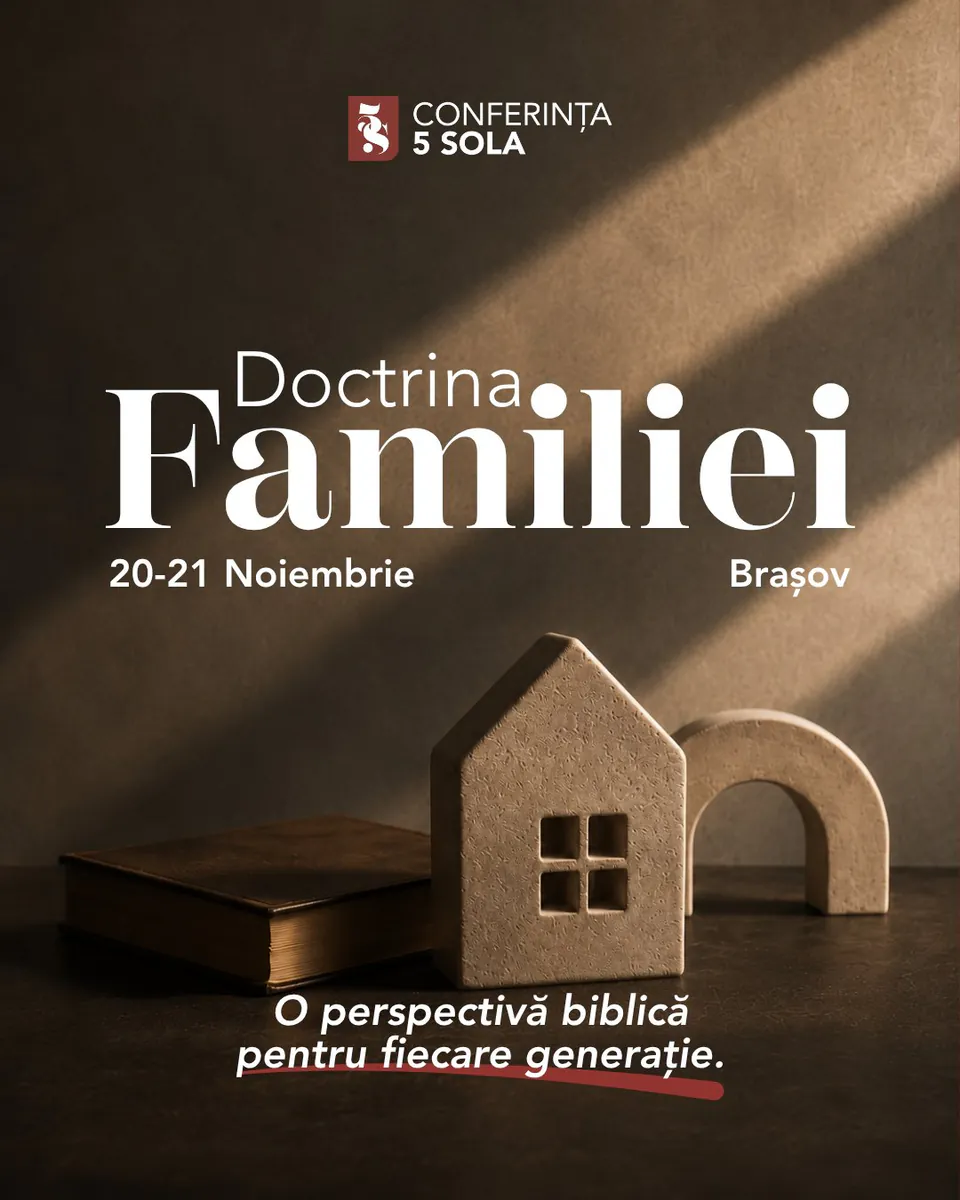 CONFERINȚA
5 SOLA
Doctrina
Familiei
20-21 Noiembrie
Brașov
O perspectivă biblică
pentru fiecare generație.